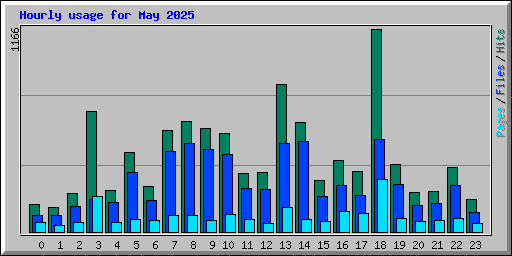 Hourly usage for May 2025
1166
Pages / Files / Hits
0 1 2 3 4 5 6 7 8 9 10 11 12 13 14 15 16 17 18 19 20 21 22 23